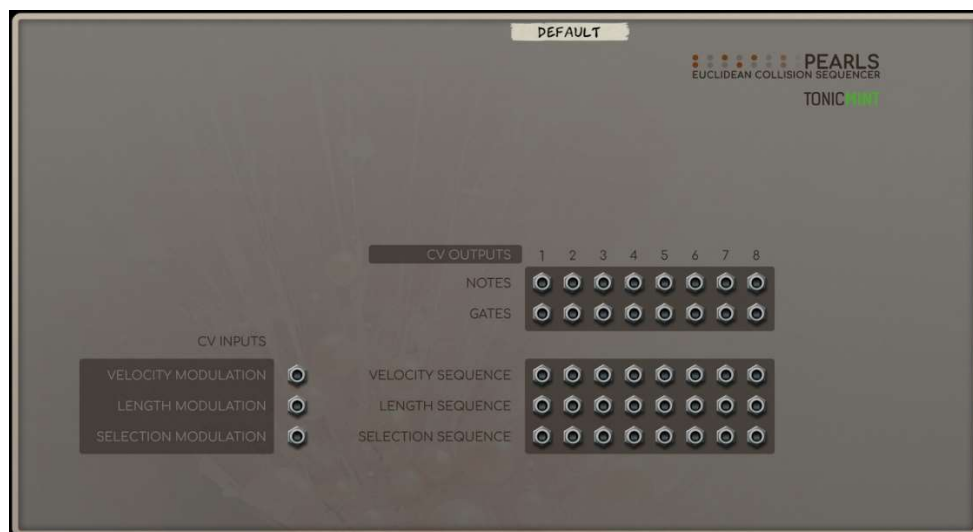 DEFAULT
PEARLS
EUCLIDEAN COLLISION SEQUENCER
TONICMINT
CV OUTPUTS 1 2 3 4 5 6 7 8
NOTES
GATES
CV INPUTS
VELOCITY MODULATION
VELOCITY SEQUENCE
LENGTH MODULATION
LENGTH SEQUENCE
SELECTION MODULATION
SELECTION SEQUENCE